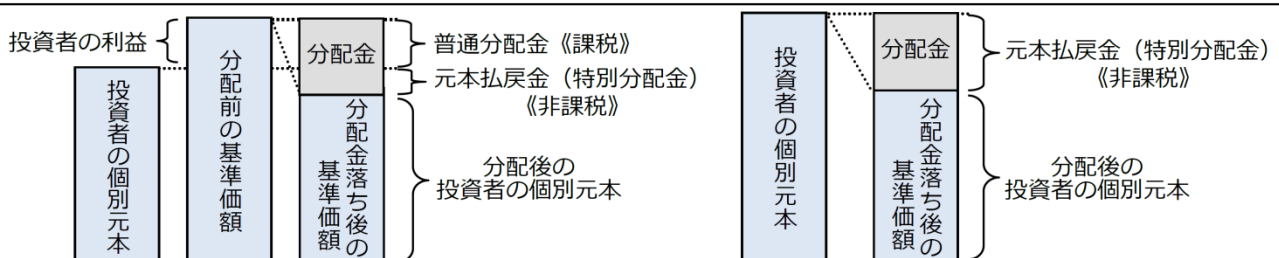 投資者の利益
投資者の個別元本
分配前の基準価額
分配金
分配金落ち後の
基準価額
普通分配金《課税》
元本払戻金（特別分配金）
《非課税》
分配後の
投資者の個別元本
投資者の個別元本
分配金
分配金落ち後の
基準価額
元本払戻金（特別分配金）
《非課税》
分配後の
投資者の個別元本